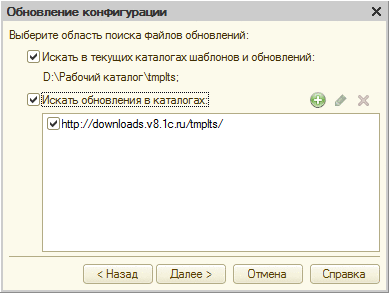 Обновление конфигурации
Выберите область поиска файлов обновлений:
Искать в текущих каталогах шаблонов и обновлений:
D:\Рабочий каталог\tmplts;
Искать обновления в каталогах:
http://downloads.v8.1c.ru/tmplts/
< Назад Далее > Отмена Справка